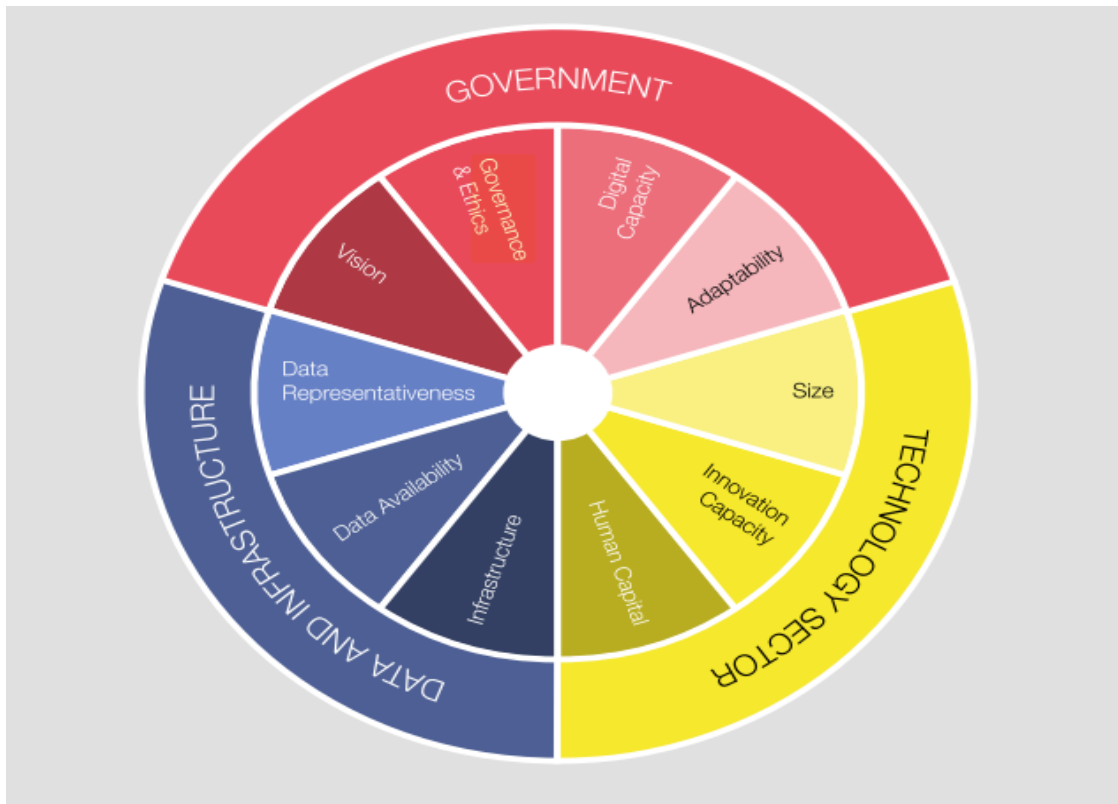 GOVERNMENT
Vision
Governance
& Ethics
Digital
Capacity
Adaptability
Data
Representativeness
Size
Data Availability
Innovation
Capacity
Infrastructure
Human Capital
DATA AND INFRASTRUCTURE
TECHNOLOGY SECTOR